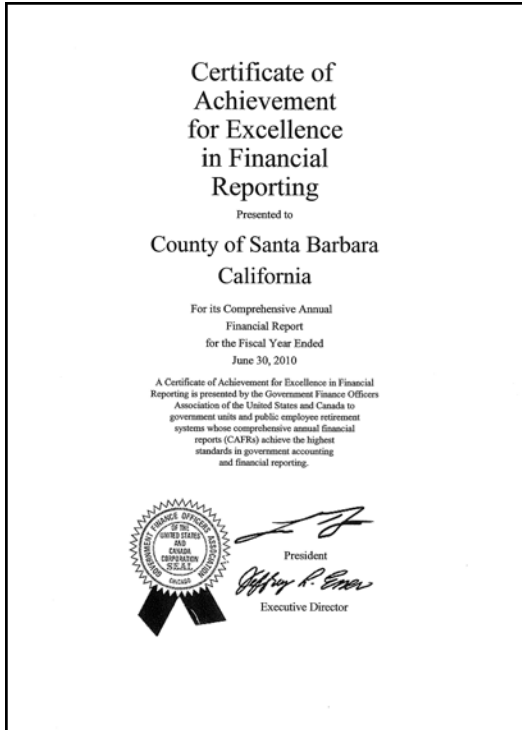 Certificate of
Achievement
for Excellence
in Financial
Reporting
Presented to
County of Santa Barbara
California
For its Comprehensive Annual
Financial Report
for the Fiscal Year Ended
June 30, 2010
A Certificate of Achievement for Excellence in Financial
Reporting is presented by the Government Finance Officers
Association of the United States and Canada to
government units and public employee retirement
systems whose comprehensive annual financial
reports (CAFRs) achieve the highest
standards in government accounting
and financial reporting.
GOVERNMENT FINANCE OFFICERS ASSOCIATION
OF THE
UNITED STATES
AND
CANADA
CORPORATION
SEAL
CHICAGO
President
Jeffrey R. Ener
Executive Director